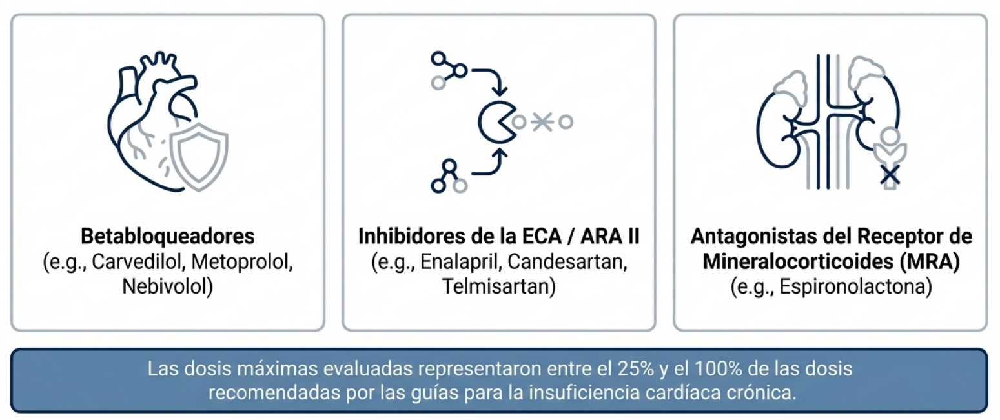 Betabloqueadores
(e.g., Carvedilol, Metoprolol,
Nebivolol)
Inhibidores de la ECA / ARA II
(e.g., Enalapril, Candesartan,
Telmisartan)
Antagonistas del Receptor de
Mineralocorticoides (MRA)
(e.g., Espironolactona)
Las dosis máximas evaluadas representaron entre el 25% y el 100% de las dosis
recomendadas por las guías para la insuficiencia cardíaca crónica.